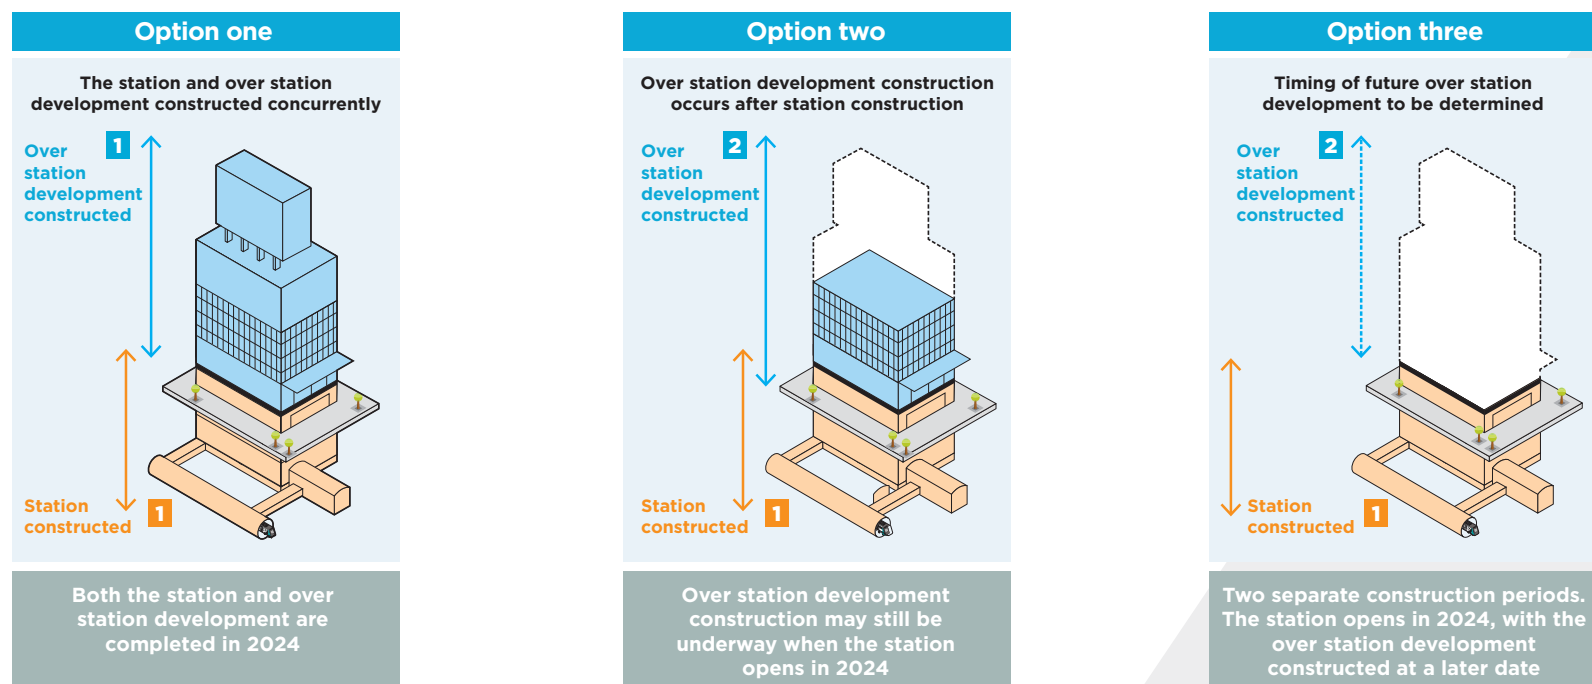 Option one
The station and over station
development constructed concurrently
1
Over
station
development
constructed
Station
constructed
1
Both the station and over
station development are
completed in 2024
Option two
Over station development construction
occurs after station construction
2
Over
station
development
constructed
Station
constructed
1
Over station development
construction may still be
underway when the station
opens in 2024
Option three
Timing of future over station
development to be determined
2
Over
station
development
constructed
Station
constructed
1
Two separate construction periods.
The station opens in 2024, with the
over station development
constructed at a later date